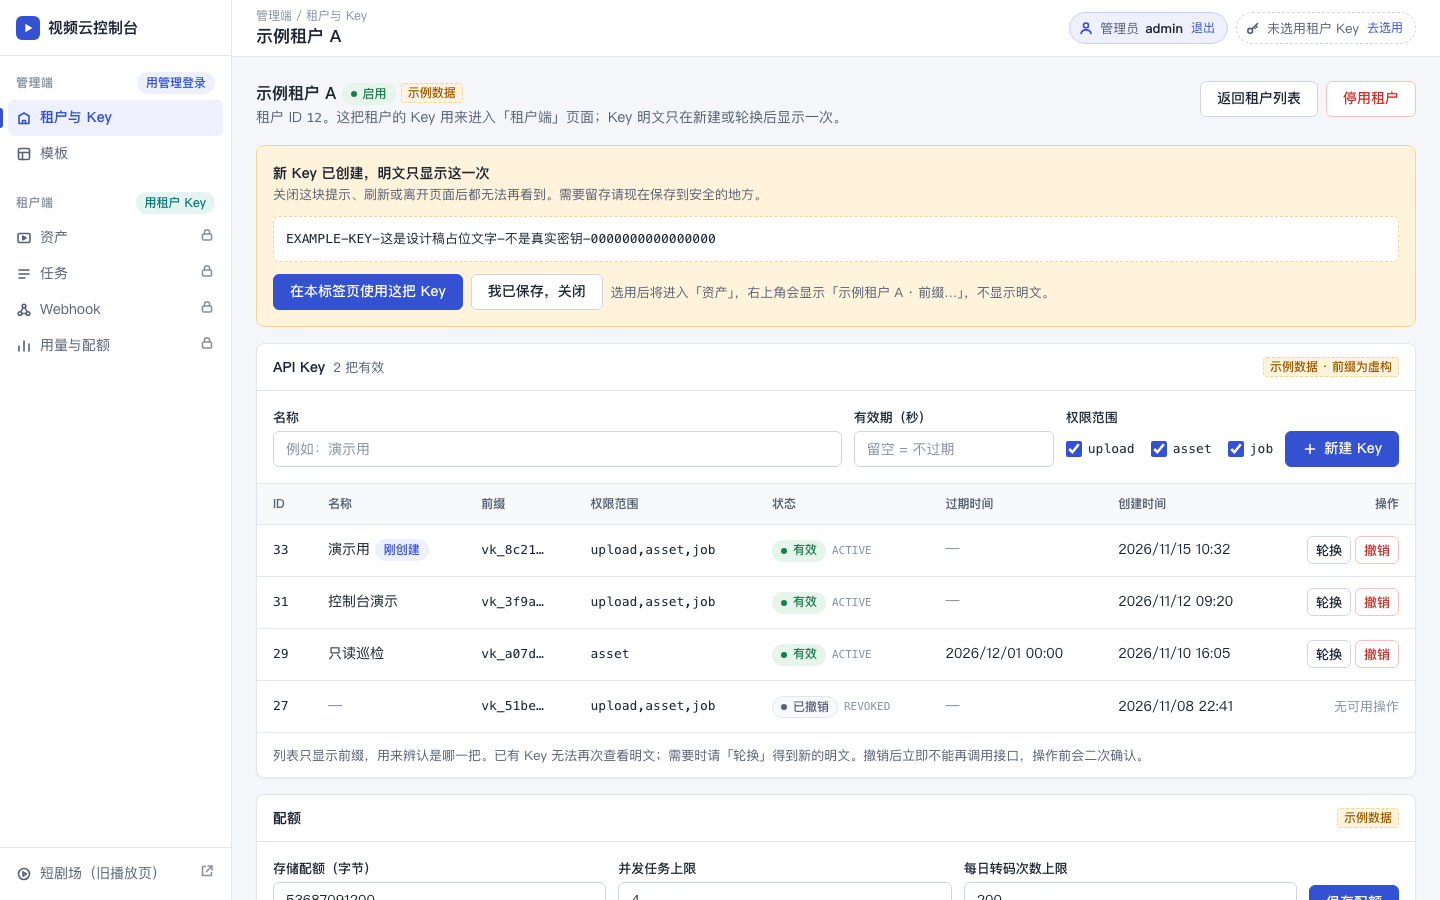 视频云控制台
管理端
用管理登录
租户与 Key
模板
租户端
用租户 Key
资产
任务
Webhook
用量与配额
短剧场（旧播放页）
管理端 / 租户与 Key
示例租户 A
管理员 admin 退出
未选用租户 Key 去选用
示例租户 A 启用 示例数据
租户 ID 12。这把租户的 Key 用来进入「租户端」页面；Key 明文只在新建或轮换后显示一次。
返回租户列表 停用租户
新 Key 已创建，明文只显示这一次
关闭这块提示、刷新或离开页面后都无法再看到。需要留存请现在保存到安全的地方。
EXAMPLE-KEY-这是设计稿占位文字-不是真实密钥-0000000000000000
在本标签页使用这把 Key 我已保存，关闭 选用后将进入「资产」，右上角会显示「示例租户 A · 前缀…」，不显示明文。
API Key 2 把有效 示例数据 · 前缀为虚构
名称 有效期（秒） 权限范围
例如：演示用 留空 = 不过期 upload asset job 新建 Key
ID 名称 前缀 权限范围 状态 过期时间 创建时间 操作
33 演示用 刚创建 vk_8c21… upload,asset,job 有效 ACTIVE — 2026/11/15 10:32 轮换 撤销
31 控制台演示 vk_3f9a… upload,asset,job 有效 ACTIVE — 2026/11/12 09:20 轮换 撤销
29 只读巡检 vk_a07d… asset 有效 ACTIVE 2026/12/01 00:00 2026/11/10 16:05 轮换 撤销
27 — vk_51be… upload,asset,job 已撤销 REVOKED — 2026/11/08 22:41 无可用操作
列表只显示前缀，用来辨认是哪一把。已有 Key 无法再次查看明文；需要时请「轮换」得到新的明文。撤销后立即不能再调用接口，操作前会二次确认。
配额 示例数据
存储配额（字节） 并发任务上限 每日转码次数上限
53687091200 4 200 保存配额